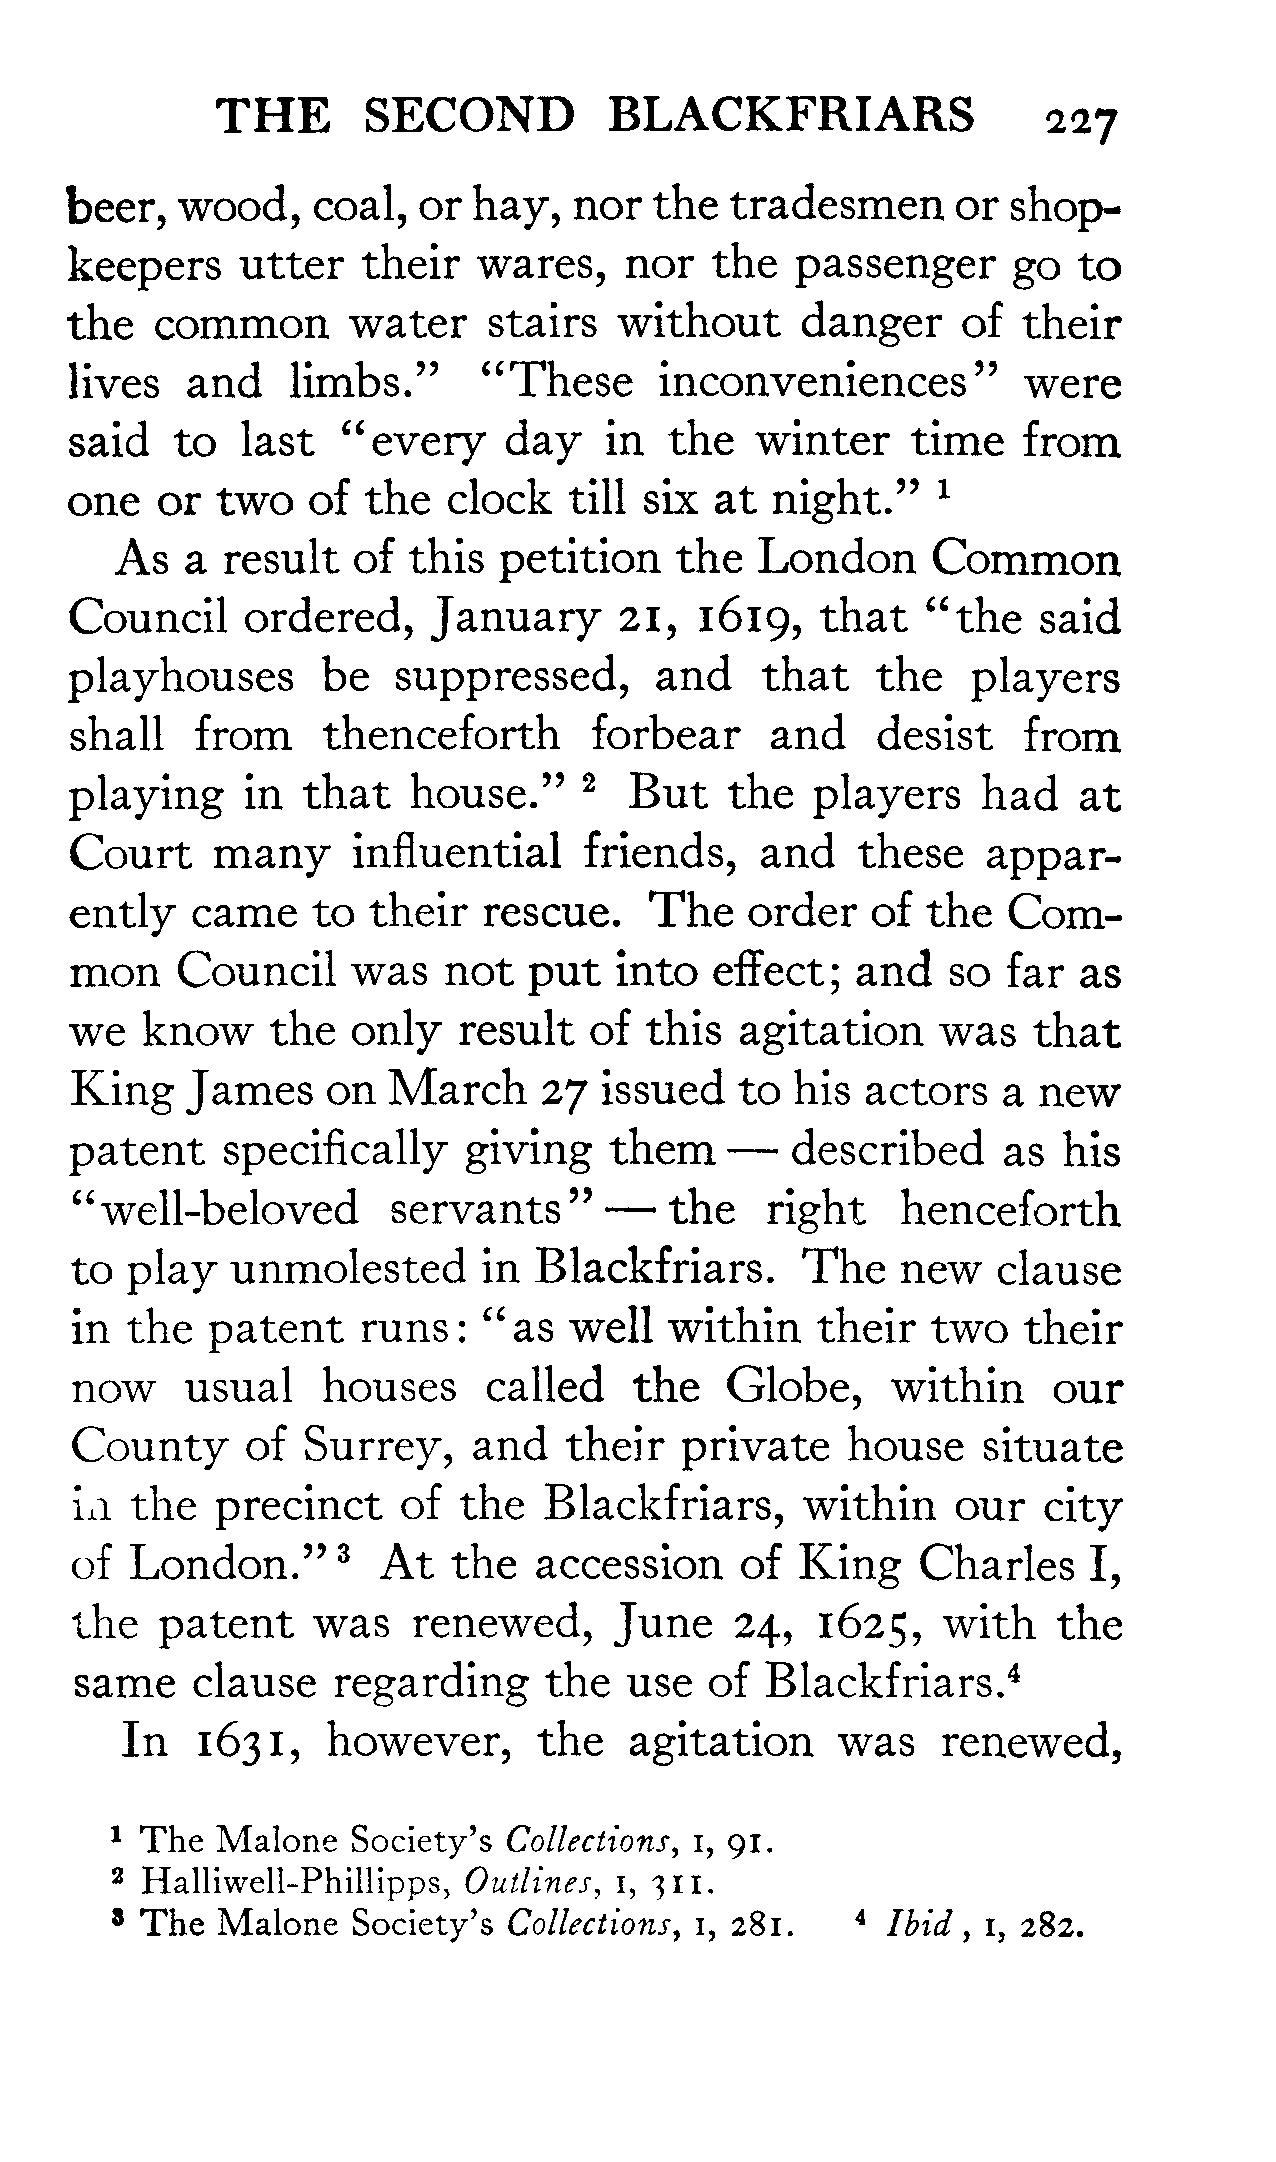 THE SECOND BLACKFRIARS 227
beer, wood, coal, or hay, nor the tradesmen or shop-
keepers utter their wares, nor the passenger go to
the common water stairs without danger of their
lives and limbs.” “These inconveniences” were
said to last “every day in the winter time from
one or two of the clock till six at night.” ¹
As a result of this petition the London Common
Council ordered, January 21, 1619, that “the said
playhouses be suppressed, and that the players
shall from thenceforth forbear and desist from
playing in that house.” ² But the players had at
Court many influential friends, and these appar-
ently came to their rescue. The order of the Com-
mon Council was not put into effect; and so far as
we know the only result of this agitation was that
King James on March 27 issued to his actors a new
patent specifically giving them — described as his
“well-beloved servants” — the right henceforth
to play unmolested in Blackfriars. The new clause
in the patent runs: “as well within their two their
now usual houses called the Globe, within our
County of Surrey, and their private house situate
in the precinct of the Blackfriars, within our city
of London.” ³ At the accession of King Charles I,
the patent was renewed, June 24, 1625, with the
same clause regarding the use of Blackfriars.⁴
In 1631, however, the agitation was renewed,
¹ The Malone Society's Collections, I, 91.
² Halliwell-Phillipps, Outlines, I, 311.
³ The Malone Society's Collections, I, 281. ⁴ Ibid , I, 282.